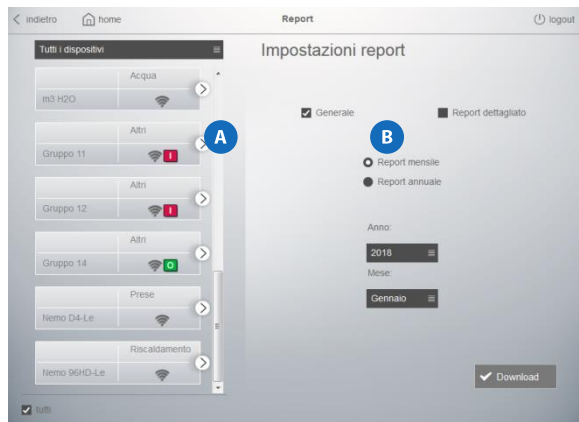 indietro
home
Report
logout
Tutti i dispositivi
Acqua
m3 H2O
Altri
Gruppo 11
I
A
Altri
Gruppo 12
I
Altri
Gruppo 14
O
Prese
Nemo D4-Le
Riscaldamento
Nemo 96HD-Le
tutti
Impostazioni report
Generale
Report dettagliato
B
Report mensile
Report annuale
Anno:
2018
Mese:
Gennaio
Download